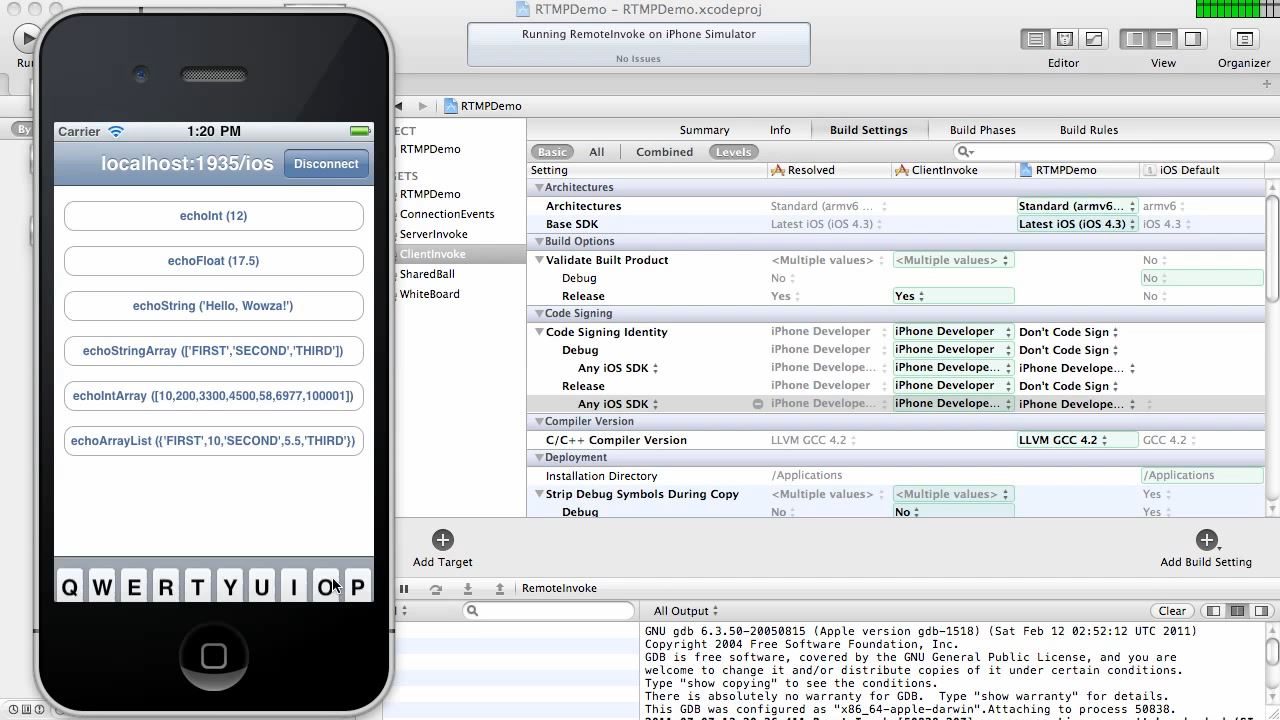 RTMPDemo – RTMPDemo.xcodeproj
Running RemoteInvoke on iPhone Simulator
No Issues
Editor
View
Organizer
RTMPDemo
Carrier
1:20 PM
localhost:1935/ios
Disconnect
echoInt (12)
echoFloat (17.5)
echoString ('Hello, Wowza!')
echoStringArray (['FIRST','SECOND','THIRD'])
echoIntArray ([10,200,3300,4500,58,6977,100001])
echoArrayList ({'FIRST',10,'SECOND',5.5,'THIRD'})
Q W E R T Y U I O P
By
RTMPDemo
RTMPDemo
ConnectionEvents
ServerInvoke
ClientInvoke
SharedBall
WhiteBoard
Add Target
Summary Build Phases
Basic All Combined Levels
Setting Resolved ClientInvoke RTMPDemo iOS Default
Architectures
Architectures Standard (armv6 ... Standard (armv6... armv6
Base SDK Latest iOS (iOS 4.3) Latest iOS (iOS 4.3) iOS 4.3
Build Options
Validate Built Product <Multiple values> <Multiple values> No
Debug No No
Release Yes Yes No
Code Signing
Code Signing Identity iPhone Developer iPhone Developer Don't Code Sign
Debug iPhone Developer iPhone Developer Don't Code Sign
Any iOS SDK iPhone Develope... iPhone Develope... iPhone Develope...
Release iPhone Developer iPhone Developer Don't Code Sign
Any iOS SDK iPhone Develope... iPhone Develope... iPhone Develope...
Compiler Version
C/C++ Compiler Version LLVM GCC 4.2 LLVM GCC 4.2 GCC 4.2
Deployment
Installation Directory /Applications /Applications
Strip Debug Symbols During Copy <Multiple values> <Multiple values> Yes
Debug No No Yes
Add Build Setting
RemoteInvoke
All Output
Clear
GNU gdb 6.3.50-20050815 (Apple version gdb-1518) (Sat Feb 12 02:52:12 UTC 2011)
Copyright 2004 Free Software Foundation, Inc.
GDB is free software, covered by the GNU General Public License, and you are
welcome to change it and/or distribute copies of it under certain conditions.
Type "show copying" to see the conditions.
There is absolutely no warranty for GDB. Type "show warranty" for details.
This GDB was configured as "x86_64-apple-darwin".Attaching to process 50838.